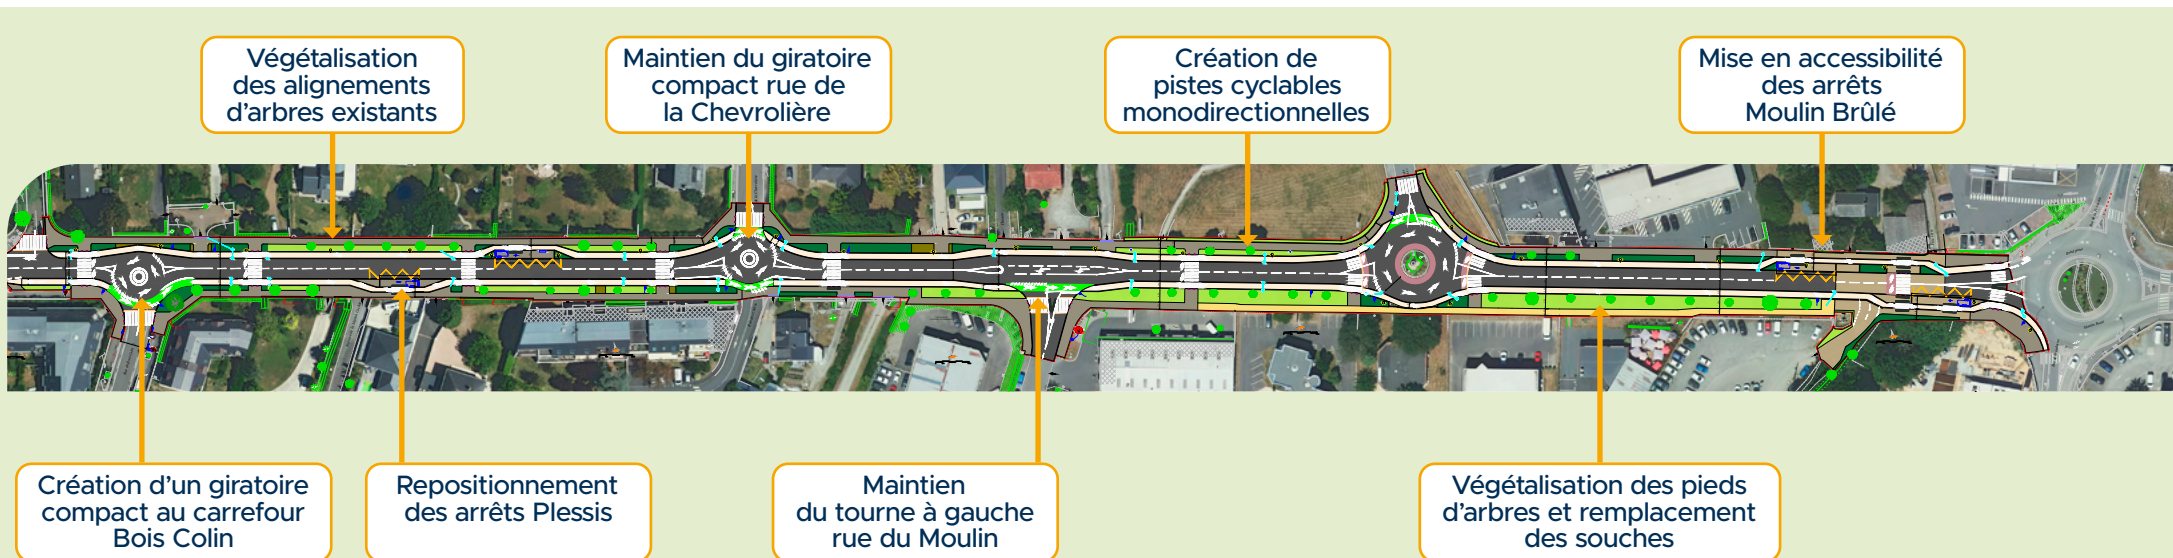 Végétalisation
des alignements
d'arbres existants
Maintien du giratoire
compact rue de
la Chevrolière
Création de
pistes cyclables
monodirectionnelles
Mise en accessibilité
des arrêts
Moulin Brûlé
Création d'un giratoire
compact au carrefour
Bois Colin
Repositionnement
des arrêts Plessis
Maintien
du tourne à gauche
rue du Moulin
Végétalisation des pieds
d'arbres et remplacement
des souches